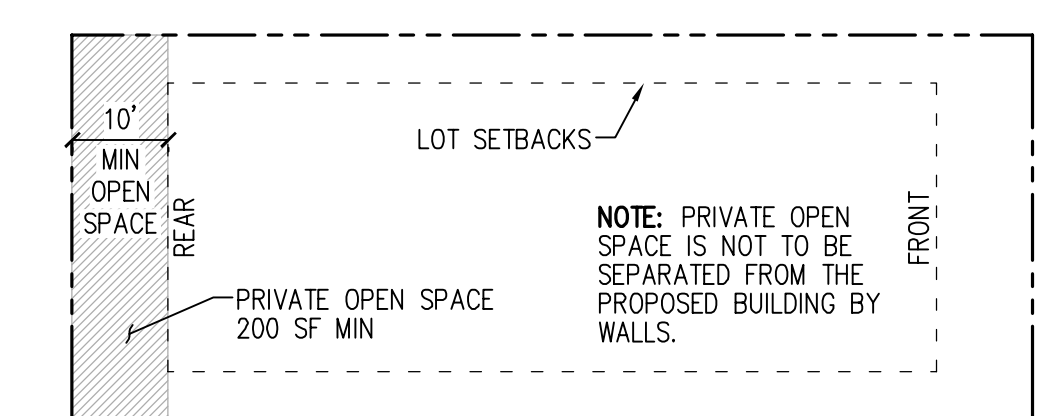 10'
MIN
OPEN
SPACE
REAR
LOT SETBACKS
PRIVATE OPEN SPACE
200 SF MIN
NOTE: PRIVATE OPEN
SPACE IS NOT TO BE
SEPARATED FROM THE
PROPOSED BUILDING BY
WALLS.
FRONT